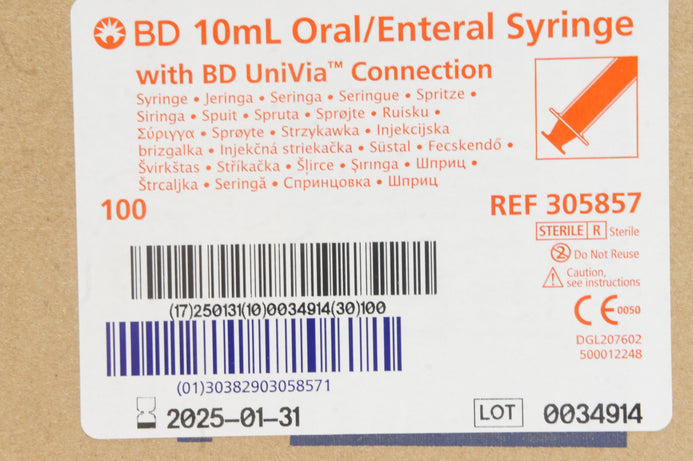 BD 10mL Oral/Enteral Syringe
with BD UniVia™ Connection
Syringe • Jeringa • Seringa • Seringue • Spritze •
Siringa • Spuit • Spruta • Sprøjte • Ruisku •
Σύριγγα • Sprøyte • Strzykawka • Injekcijska
brizgalka • Injekčná striekačka • Süstal • Fecskendő •
Švirkštas • Stříkačka • Šļirce • Şırınga • Шприц •
Štrcaljka • Seringă • Спринцовка • Шприц
100
REF 305857
STERILE R Sterile
2 Do Not Reuse
Caution,
see instructions
CE 0050
(17)250131(10)0034914(30)100
DGL207602
500012248
(01)30382903058571
2025-01-31
LOT 0034914